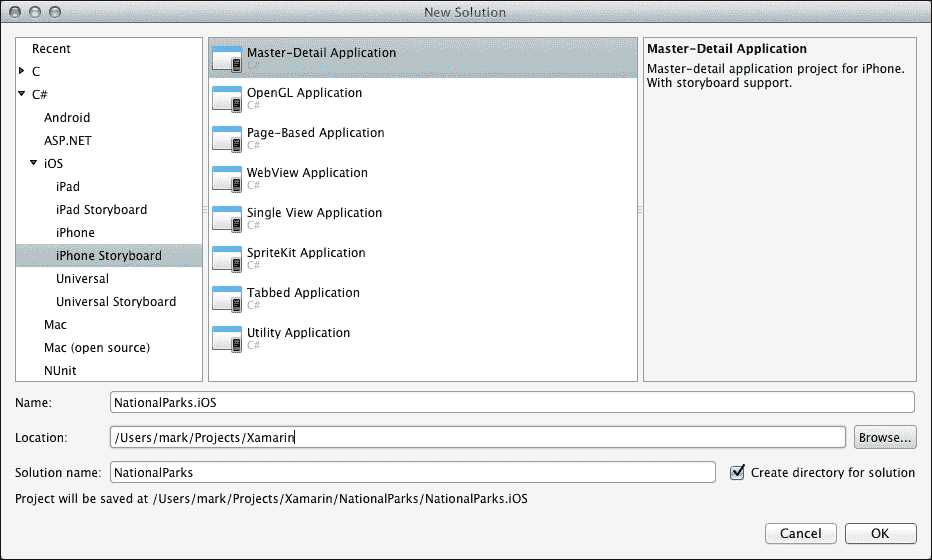 New Solution
Recent
C
C#
Android
ASP.NET
iOS
iPad
iPad Storyboard
iPhone
iPhone Storyboard
Universal
Universal Storyboard
Mac
Mac (open source)
NUnit
Master-Detail Application
C#
OpenGL Application
C#
Page-Based Application
C#
WebView Application
C#
Single View Application
C#
SpriteKit Application
C#
Tabbed Application
C#
Utility Application
C#
Master-Detail Application
Master-detail application project for iPhone.
With storyboard support.
Name: NationalParks.iOS
Location: /Users/mark/Projects/Xamarin Browse...
Solution name: NationalParks Create directory for solution
Project will be saved at /Users/mark/Projects/Xamarin/NationalParks/NationalParks.iOS
Cancel OK